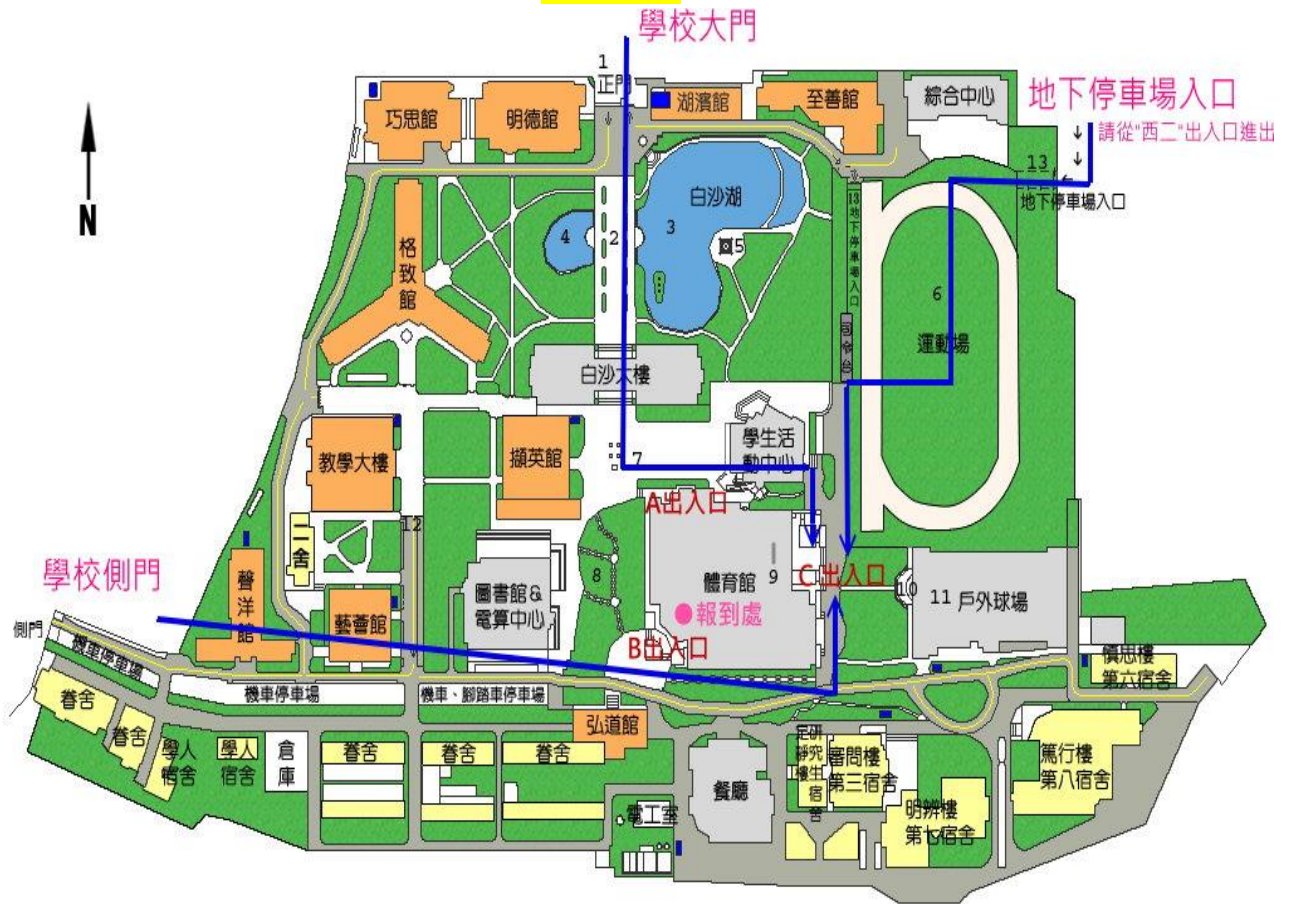 學校大門
1
正門
湖濱館
至善館
綜合中心
地下停車場入口
請從"西二"出入口進出
巧思館
明德館
13
地下停車場入口
N
白沙湖
3
4
2
5
13地下停車場入口
格致館
6
運動場
司令台
白沙大樓
學生活
動中心
教學大樓
擷英館
7
A出入口
12
二舍
學校側門
聲洋館
圖書館&
電算中心
8
體育館
9
C 出入口
10
11
戶外球場
報到處
藝薈館
B出入口
側門
機車停車場
機車停車場
機車、腳踏車停車場
慎思樓
第六宿舍
眷舍
眷舍
學人
宿舍
學人
宿舍
倉庫
眷舍
眷舍
眷舍
弘道館
餐廳
研究生宿舍
審問樓
第三宿舍
篤行樓
第八宿舍
明辨樓
第七宿舍
電工室